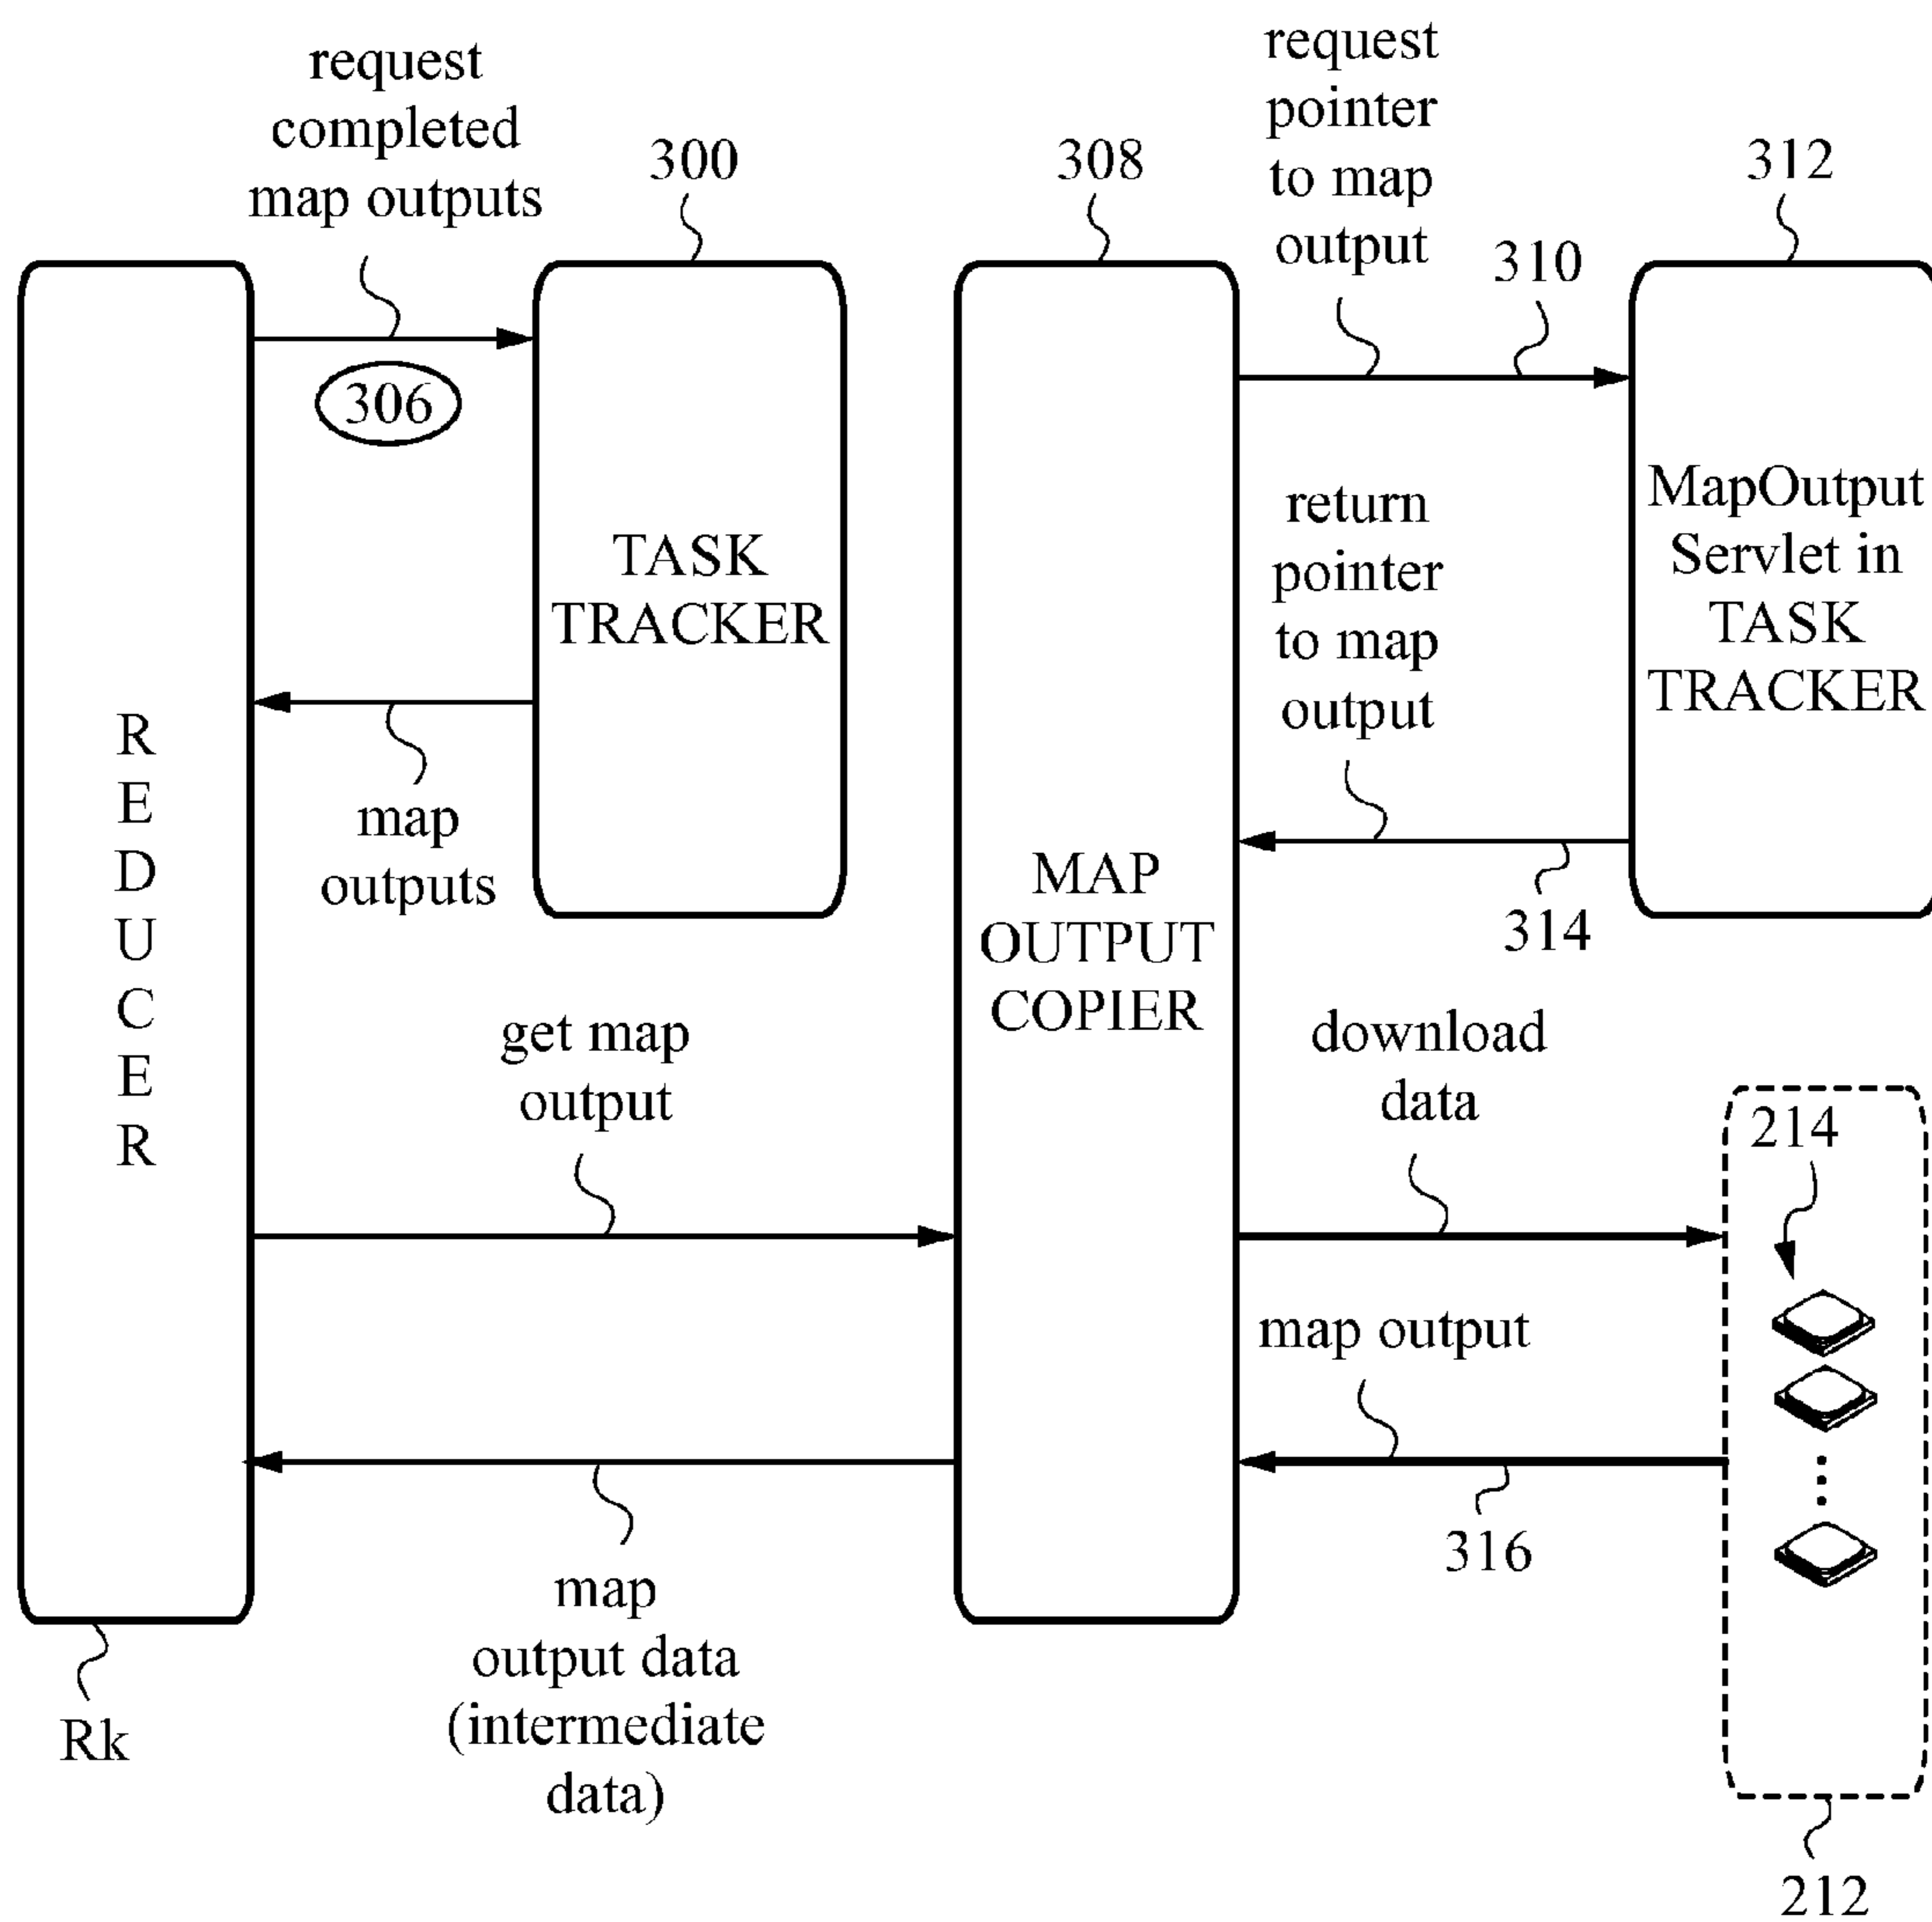 request
completed
map outputs
300
308
request
pointer
to map
output
310
312
306
TASK
TRACKER
MapOutput
Servlet in
TASK
TRACKER
return
pointer
to map
output
314
map
outputs
R
E
D
U
C
E
R
MAP
OUTPUT
COPIER
get map
output
download
data
214
map output
316
map
output data
(intermediate
data)
Rk
212